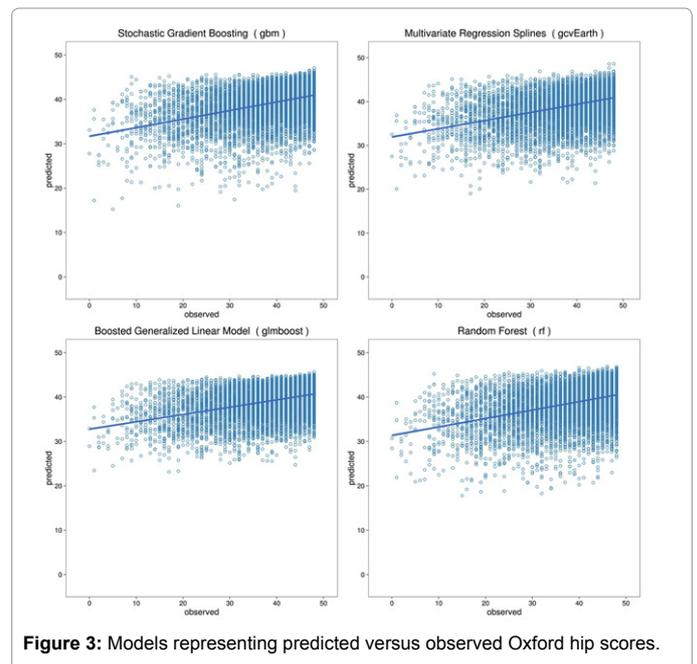 Stochastic Gradient Boosting ( gbm )
50
40
30
20
10
0
predicted
0 10 20 30 40 50
observed
Multivariate Regression Splines ( gcvEarth )
50
40
30
20
10
0
predicted
0 10 20 30 40 50
observed
Boosted Generalized Linear Model ( glmboost )
50
40
30
20
10
0
predicted
0 10 20 30 40 50
observed
Random Forest ( rf )
50
40
30
20
10
0
predicted
0 10 20 30 40 50
observed
Figure 3: Models representing predicted versus observed Oxford hip scores.